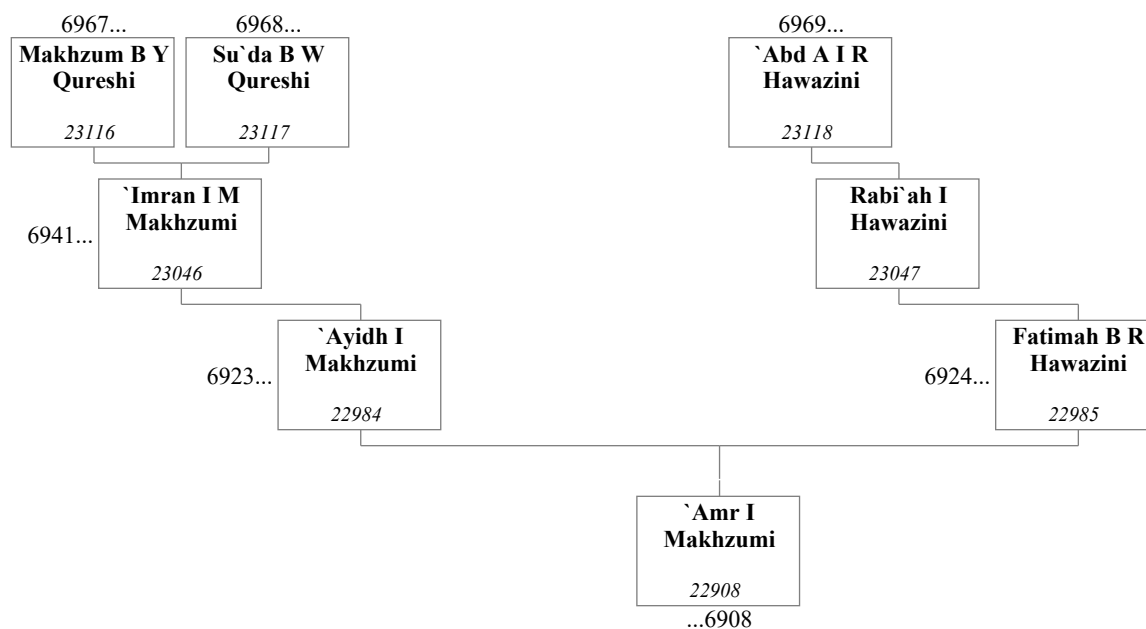 6967...
6968...
6969...
Makhzum B Y
Qureshi
23116
Su`da B W
Qureshi
23117
`Abd A I R
Hawazini
23118
`Imran I M
Makhzumi
23046
6941...
Rabi`ah I
Hawazini
23047
`Ayidh I
Makhzumi
22984
6923...
Fatimah B R
Hawazini
22985
6924...
`Amr I
Makhzumi
22908
...6908